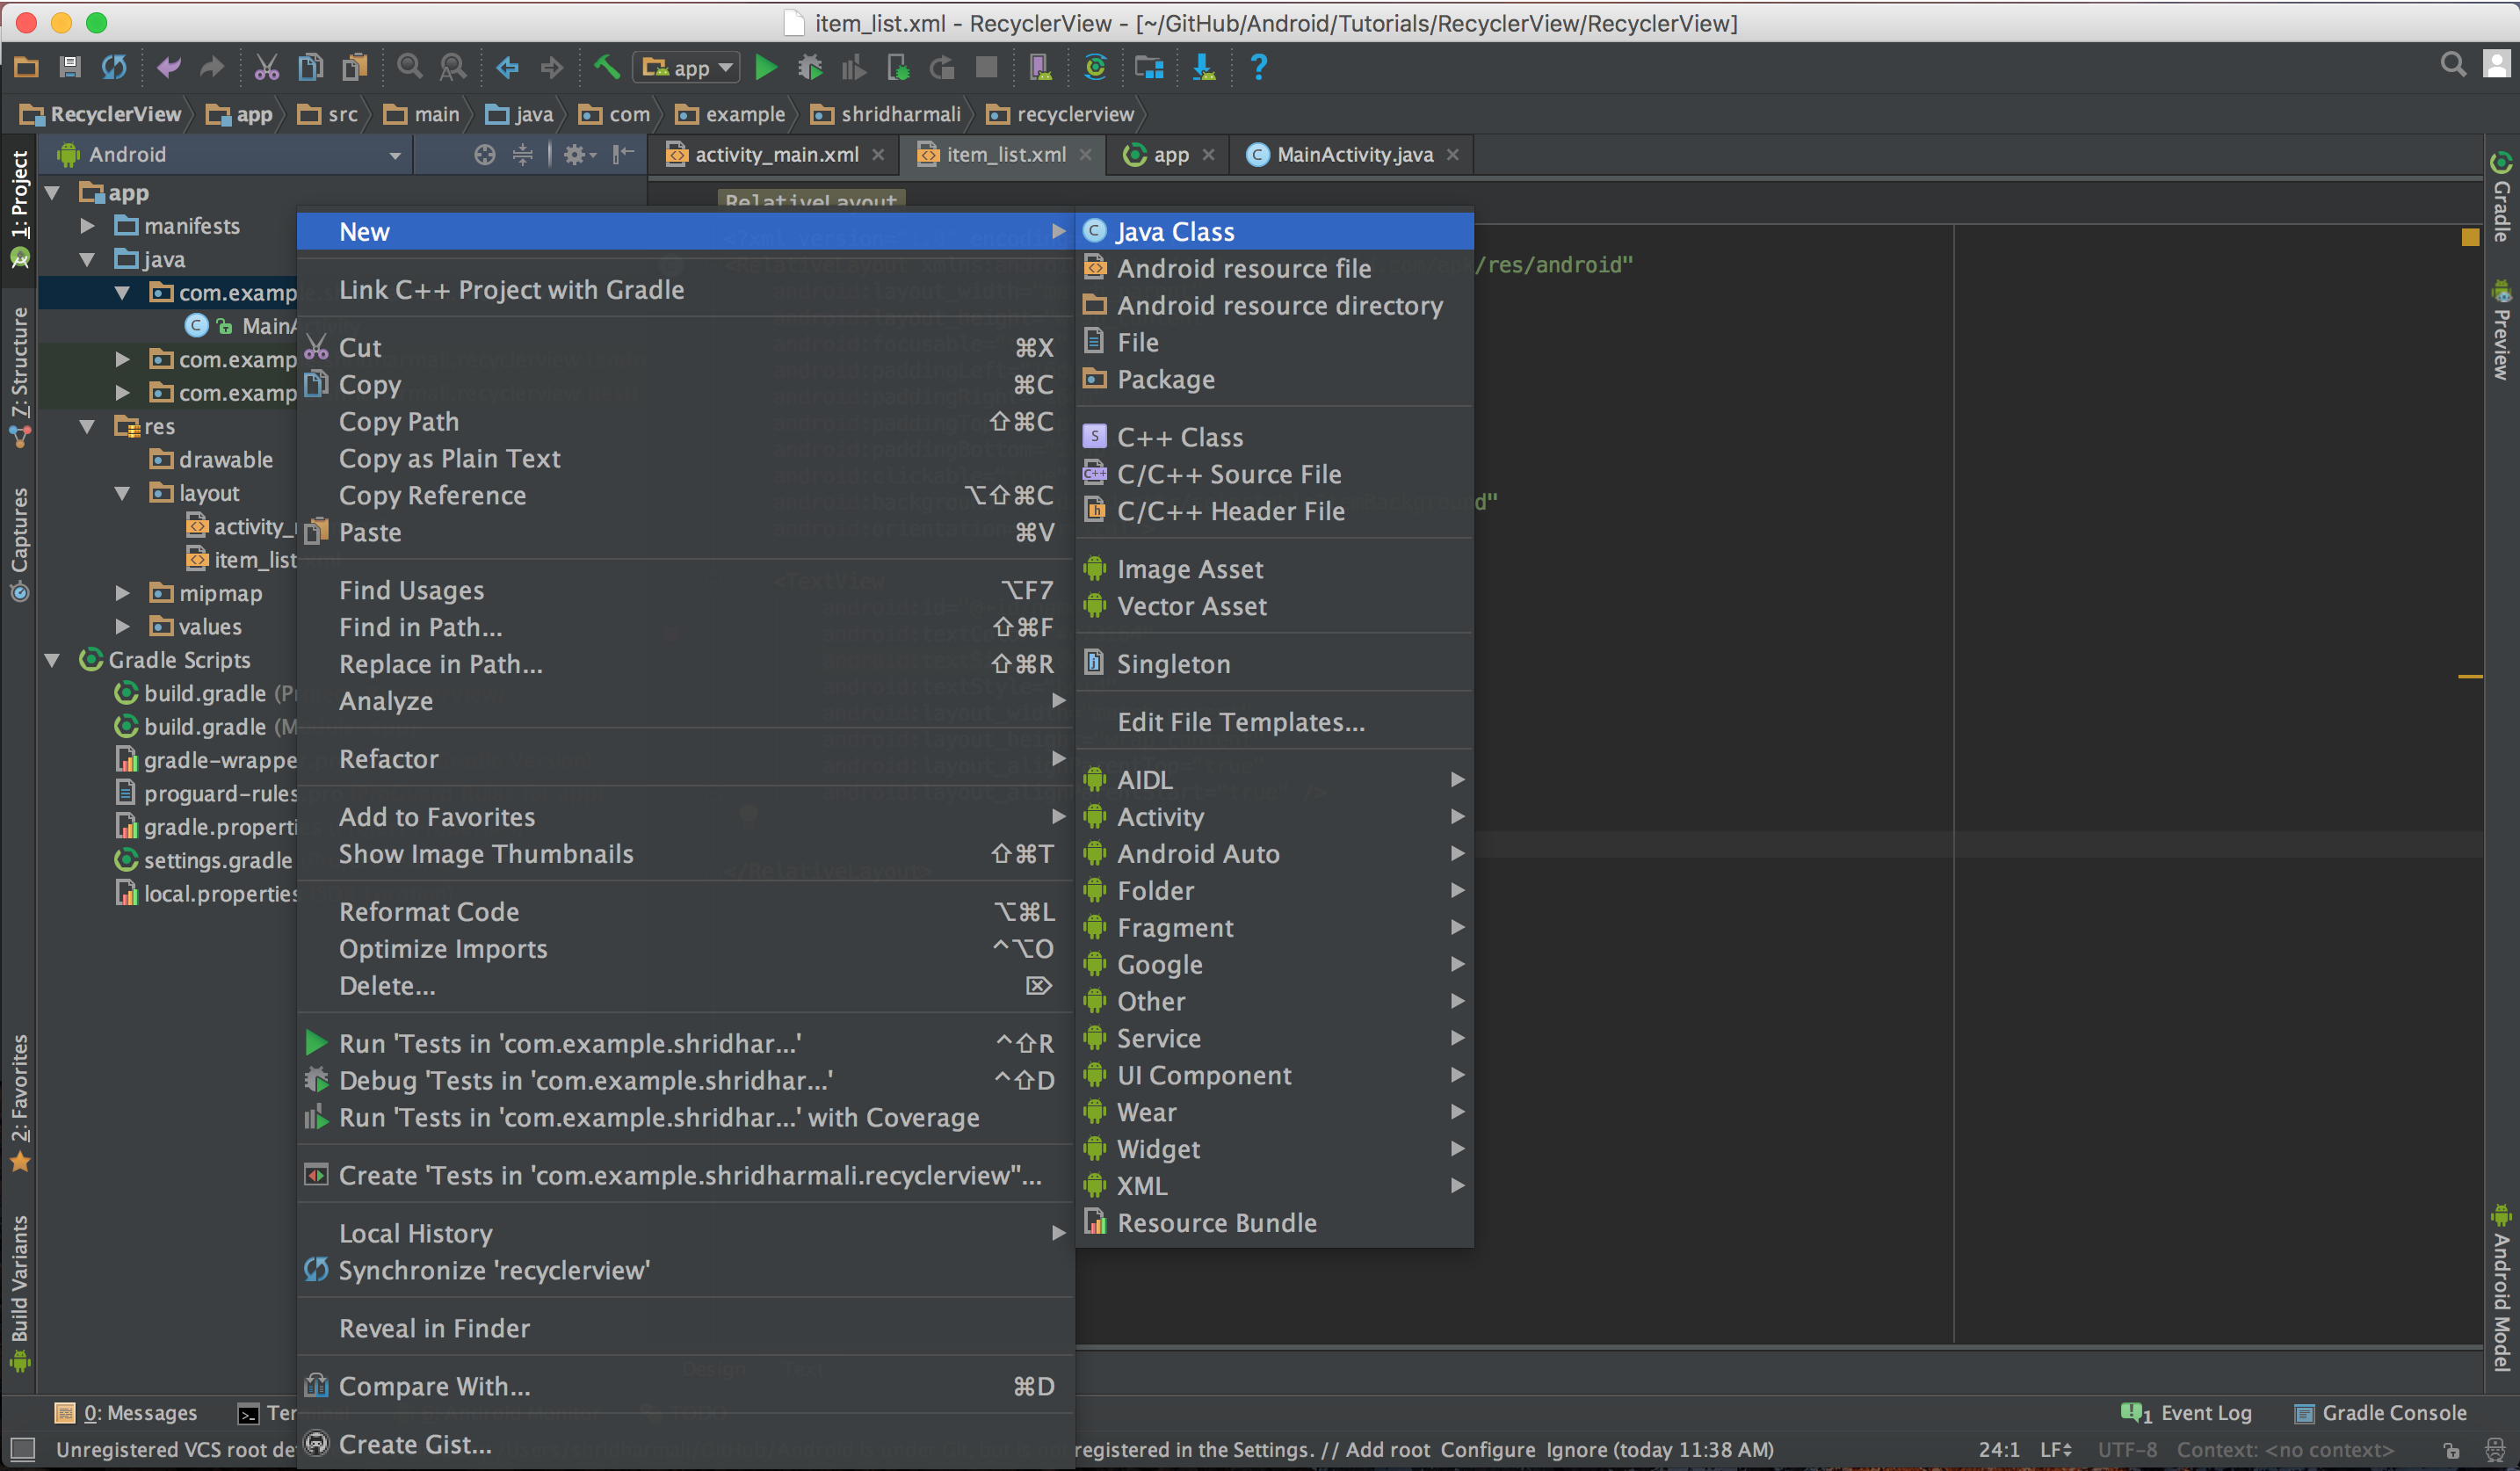 item_list.xml - RecyclerView - [~/GitHub/Android/Tutorials/RecyclerView/RecyclerView]
app
RecyclerView app src main java com example shridharmali recyclerview
Android
activity_main.xml item_list.xml app MainActivity.java
1: Project
7: Structure
Captures
2: Favorites
Build Variants
app
manifests
java
com.examp
MainA
com.examp
com.examp
res
drawable
layout
activity_
item_list
mipmap
values
Gradle Scripts
build.gradle (P
build.gradle (M
gradle-wrappe
proguard-rules
gradle.properti
settings.gradle
local.properties
RelativeLayout
New
Link C++ Project with Gradle
Cut ⌘X
Copy ⌘C
Copy Path ⇧⌘C
Copy as Plain Text
Copy Reference ⌥⇧⌘C
Paste ⌘V
Find Usages ⌥F7
Find in Path... ⇧⌘F
Replace in Path... ⇧⌘R
Analyze
Refactor
Add to Favorites
Show Image Thumbnails ⇧⌘T
Reformat Code ⌥⌘L
Optimize Imports ^⌥O
Delete... ⌦
Run 'Tests in 'com.example.shridhar...' ^⇧R
Debug 'Tests in 'com.example.shridhar...' ^⇧D
Run 'Tests in 'com.example.shridhar...' with Coverage
Create 'Tests in 'com.example.shridharmali.recyclerview''...
Local History
Synchronize 'recyclerview'
Reveal in Finder
Compare With... ⌘D
Create Gist...
Java Class
Android resource file
Android resource directory
File
Package
C++ Class
C/C++ Source File
C/C++ Header File
Image Asset
Vector Asset
Singleton
Edit File Templates...
AIDL
Activity
Android Auto
Folder
Fragment
Google
Other
Service
UI Component
Wear
Widget
XML
Resource Bundle
/res/android"
d"
Gradle
Preview
Android Model
0: Messages Ter
Event Log Gradle Console
Unregistered VCS root de
registered in the Settings. // Add root Configure Ignore (today 11:38 AM) 24:1 LF UTF-8 Context: <no context>